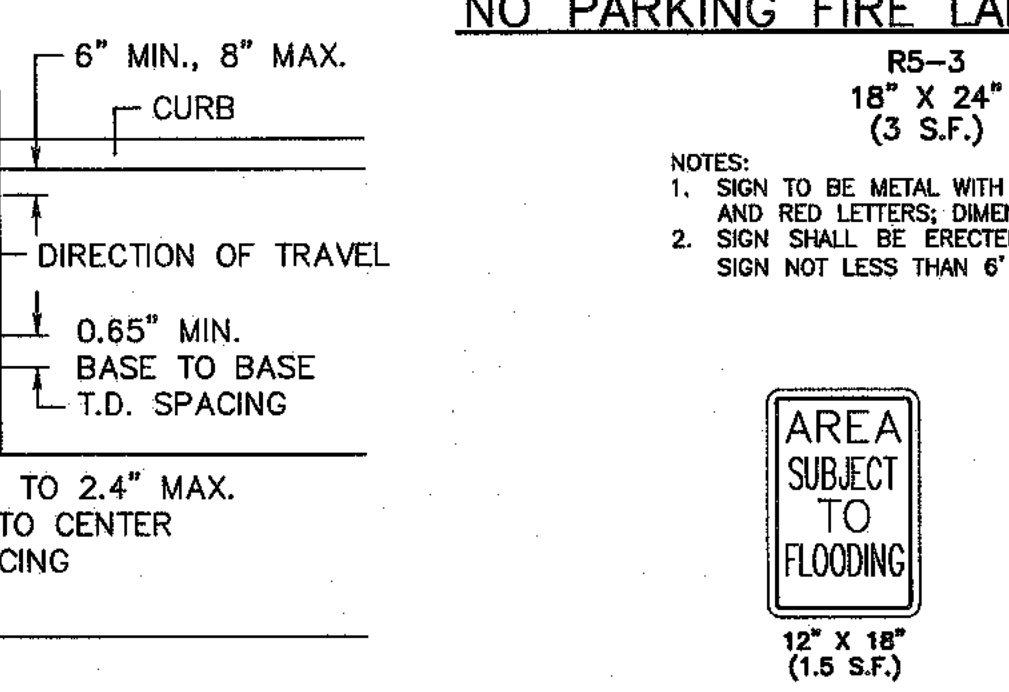 6" MIN., 8" MAX.
CURB
DIRECTION OF TRAVEL
0.65" MIN.
BASE TO BASE
T.D. SPACING
TO 2.4" MAX.
TO CENTER
CING
NO PARKING FIRE LA
R5-3
18" X 24"
(3 S.F.)
NOTES:
1. SIGN TO BE METAL WITH
AND RED LETTERS; DIME
2. SIGN SHALL BE ERECTE
SIGN NOT LESS THAN 6'
AREA
SUBJECT
TO
FLOODING
12" X 18"
(1.5 S.F.)